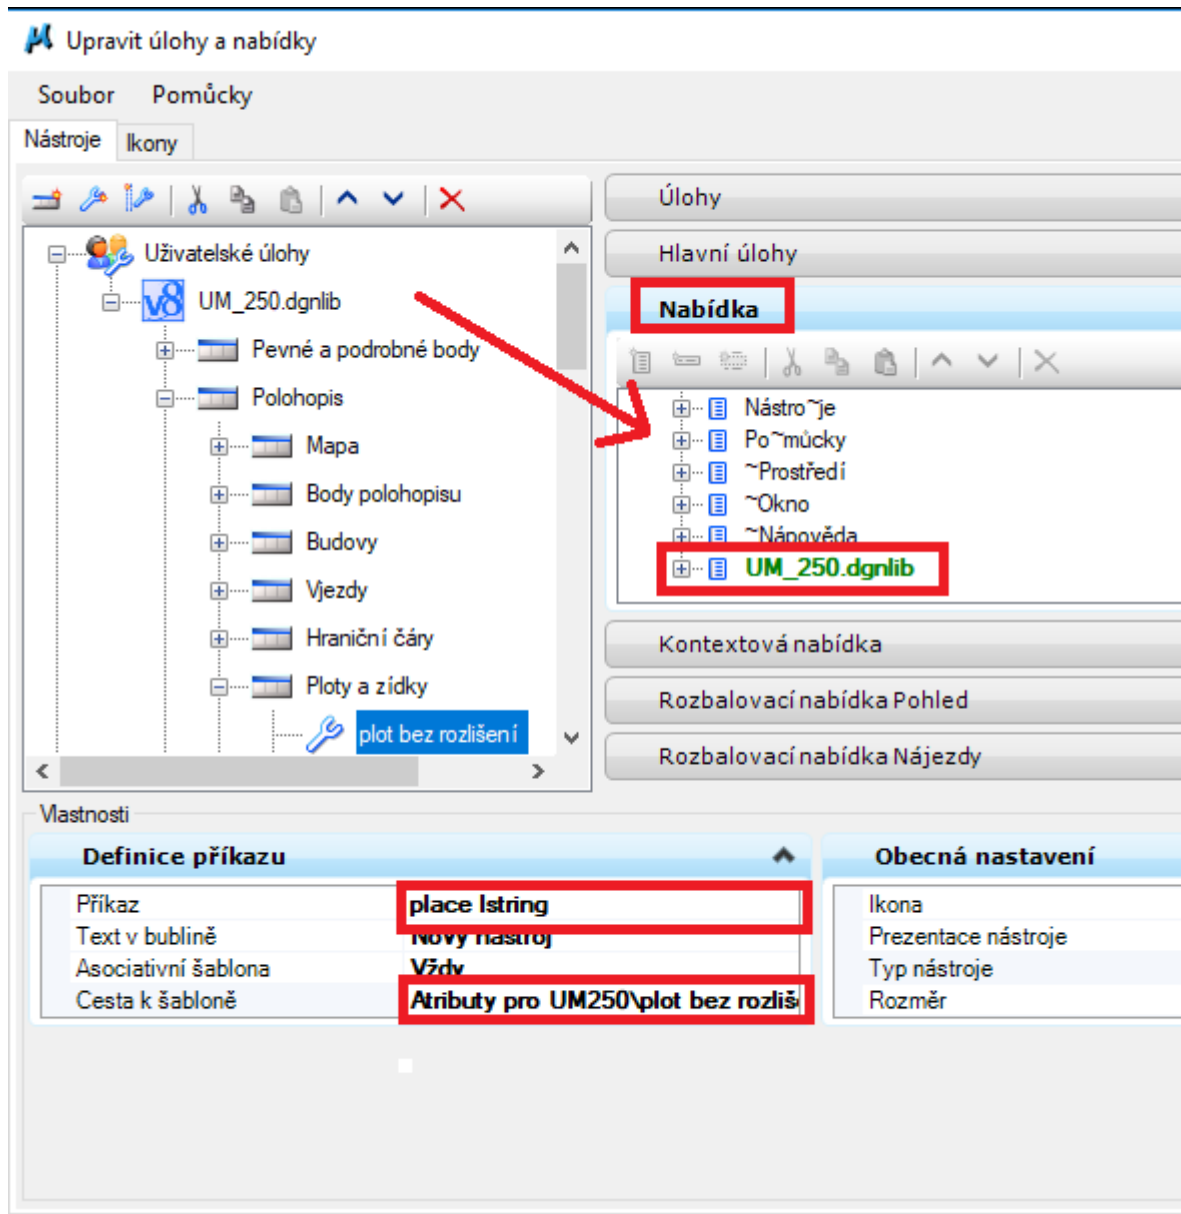 Upravit úlohy a nabídky
Soubor Pomůcky
Nástroje Ikony
Uživatelské úlohy
v8 UM_250.dgnlib
Pevné a podrobné body
Polohopis
Mapa
Body polohopisu
Budovy
Vjezdy
Hraniční čáry
Ploty a zídky
plot bez rozlišení
Úlohy
Hlavní úlohy
Nabídka
Nástro~je
Po~můcky
~Prostředí
~Okno
~Nápověda
UM_250.dgnlib
Kontextová nabídka
Rozbalovací nabídka Pohled
Rozbalovací nabídka Nájezdy
Vlastnosti
Definice příkazu
Příkaz place lstring
Text v bublině Nový nástroj
Asociativní šablona Vždy
Cesta k šabloně Atributy pro UM250\plot bez rozliš
Obecná nastavení
Ikona
Prezentace nástroje
Typ nástroje
Rozměr